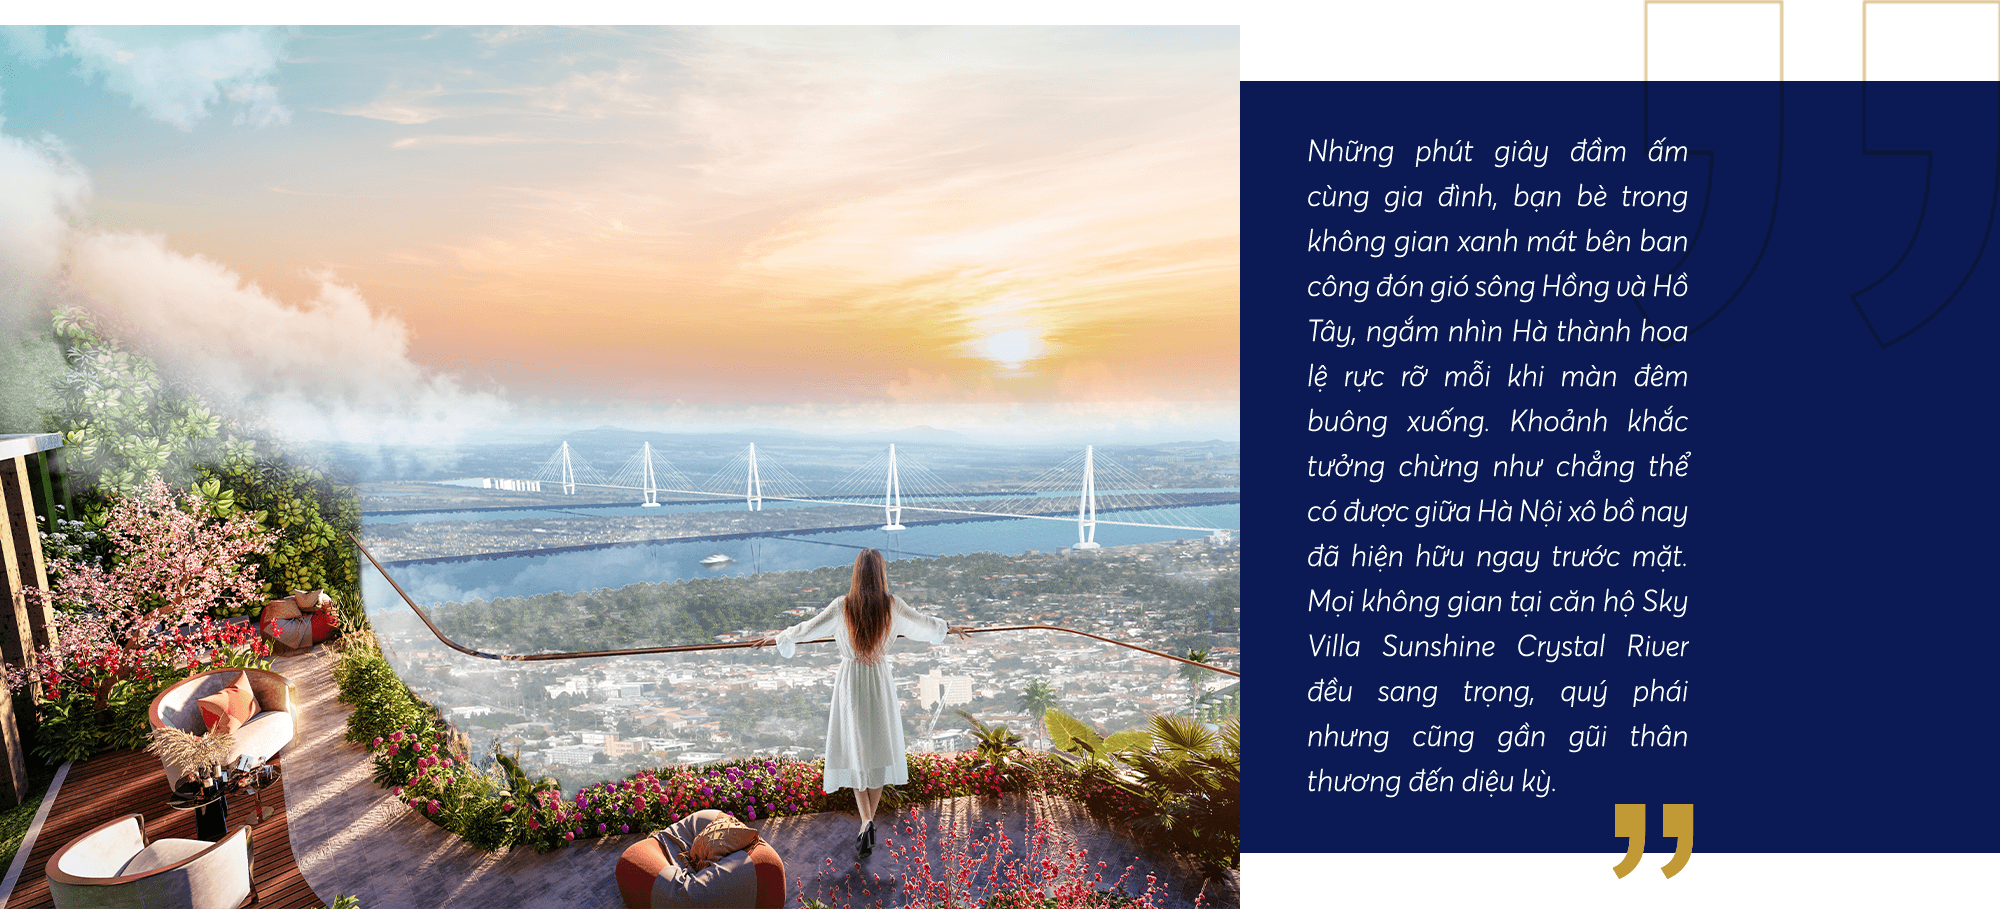 Những phút giây đầm ấm
cùng gia đình, bạn bè trong
không gian xanh mát bên ban
công đón gió sông Hồng và Hồ
Tây, ngắm nhìn Hà thành hoa
lệ rực rỡ mỗi khi màn đêm
buông xuống. Khoảnh khắc
tưởng chừng như chẳng thể
có được giữa Hà Nội xô bồ nay
đã hiện hữu ngay trước mặt.
Mọi không gian tại căn hộ Sky
Villa Sunshine Crystal River
đều sang trọng, quý phái
nhưng cũng gần gũi thân
thương đến diệu kỳ.
”